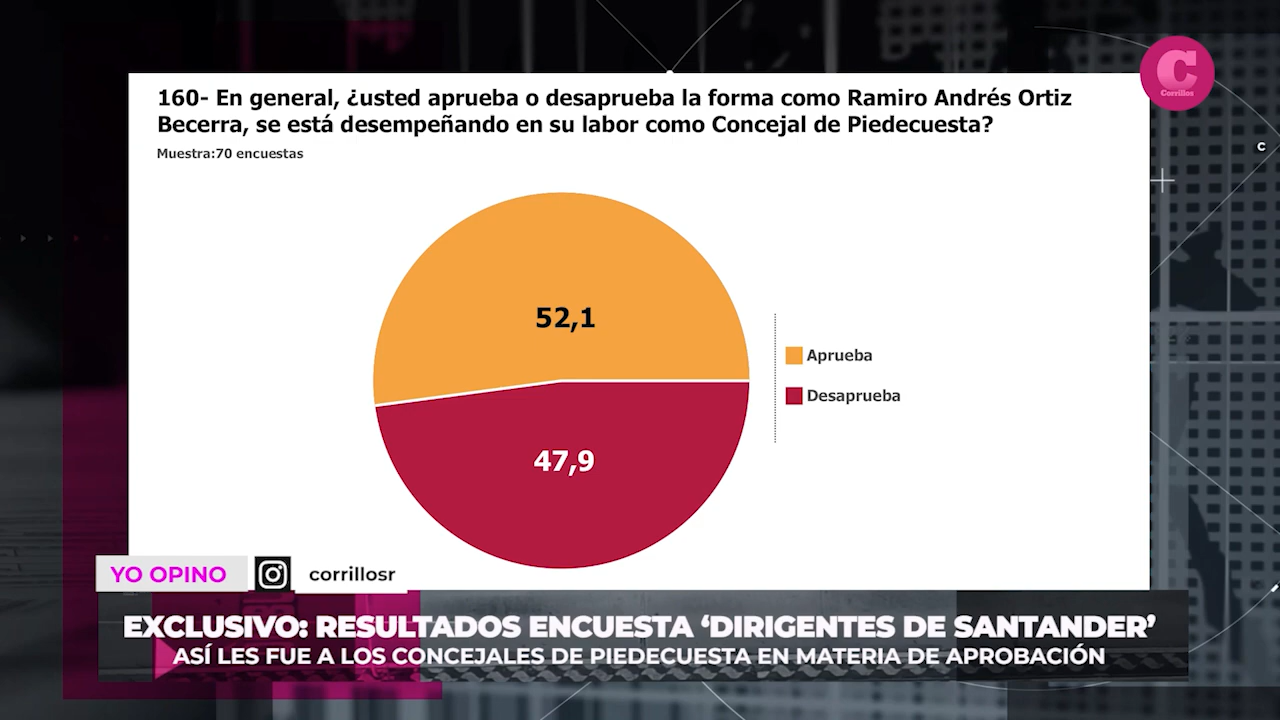 160- En general, ¿usted aprueba o desaprueba la forma como Ramiro Andrés Ortiz
Becerra, se está desempeñando en su labor como Concejal de Piedecuesta?
Muestra:70 encuestas
C
Corrillos
C
52,1
47,9
Aprueba
Desaprueba
YO OPINO
corrillosr
EXCLUSIVO: RESULTADOS ENCUESTA ‘DIRIGENTES DE SANTANDER’
ASÍ LES FUE A LOS CONCEJALES DE PIEDECUESTA EN MATERIA DE APROBACIÓN